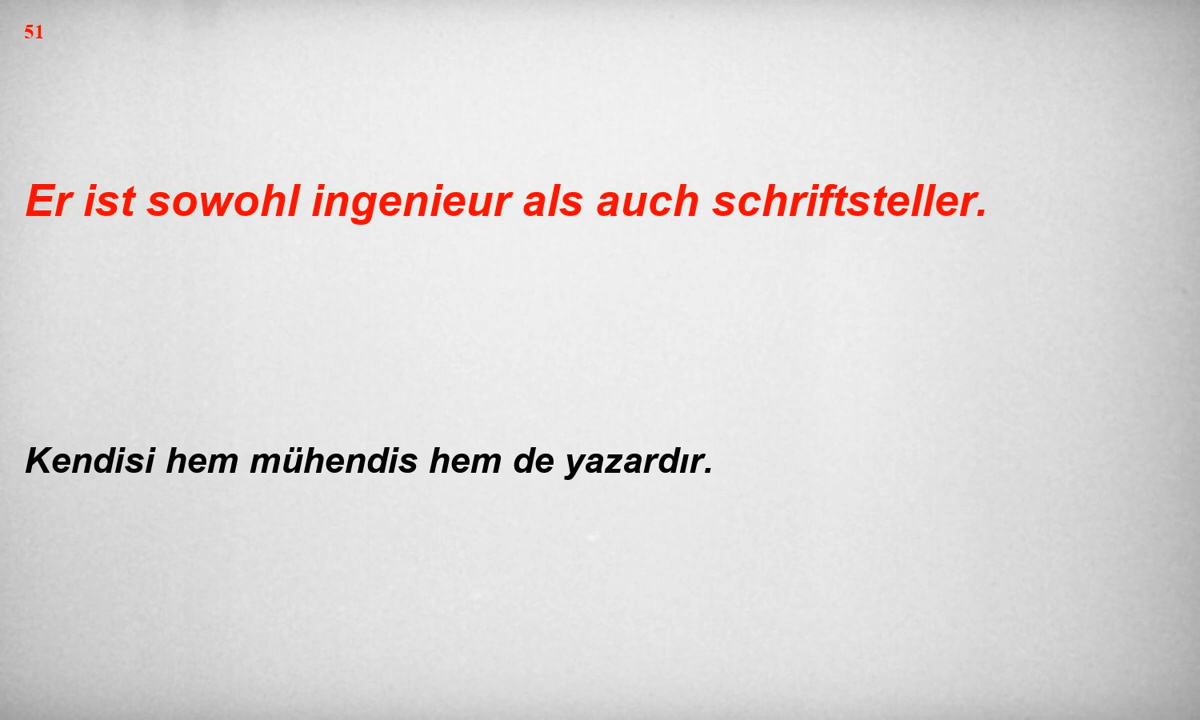 51
Er ist sowohl ingenieur als auch schriftsteller.
Kendisi hem mühendis hem de yazardır.